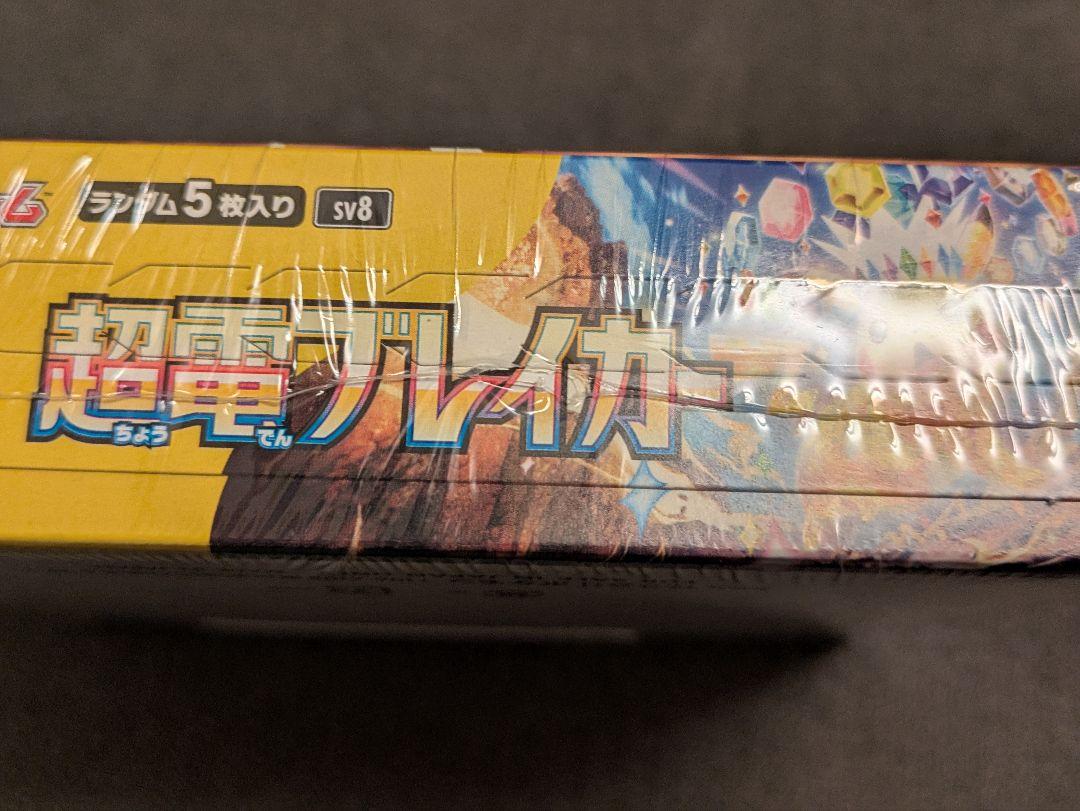 ム ランダム5枚入り SV8
超電ブレイカー
ちょう でん